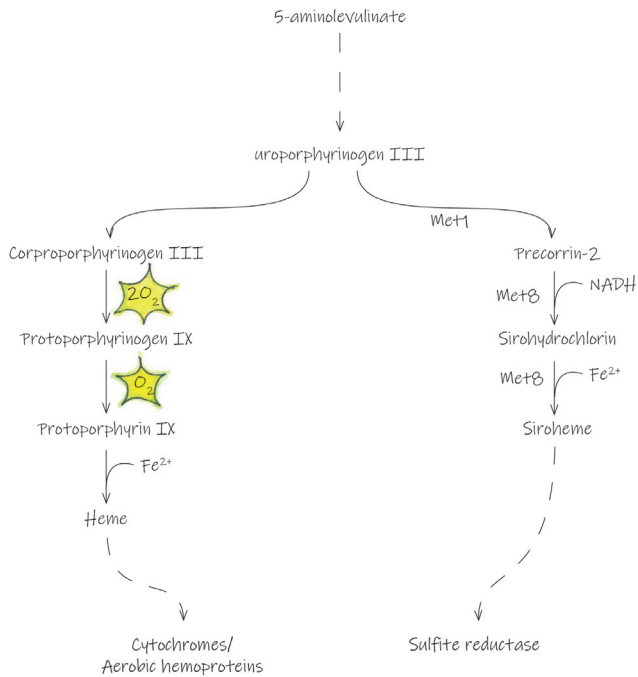 5-aminolevulinate
uroporphyrinogen III
Met1
Corproporphyrinogen III
Precorrin-2
2O₂
Met8
NADH
Protoporphyrinogen IX
Sirohydrochlorin
O₂
Met8
Fe²⁺
Protoporphyrin IX
Siroheme
Fe²⁺
Heme
Cytochromes/
Aerobic hemoproteins
Sulfite reductase